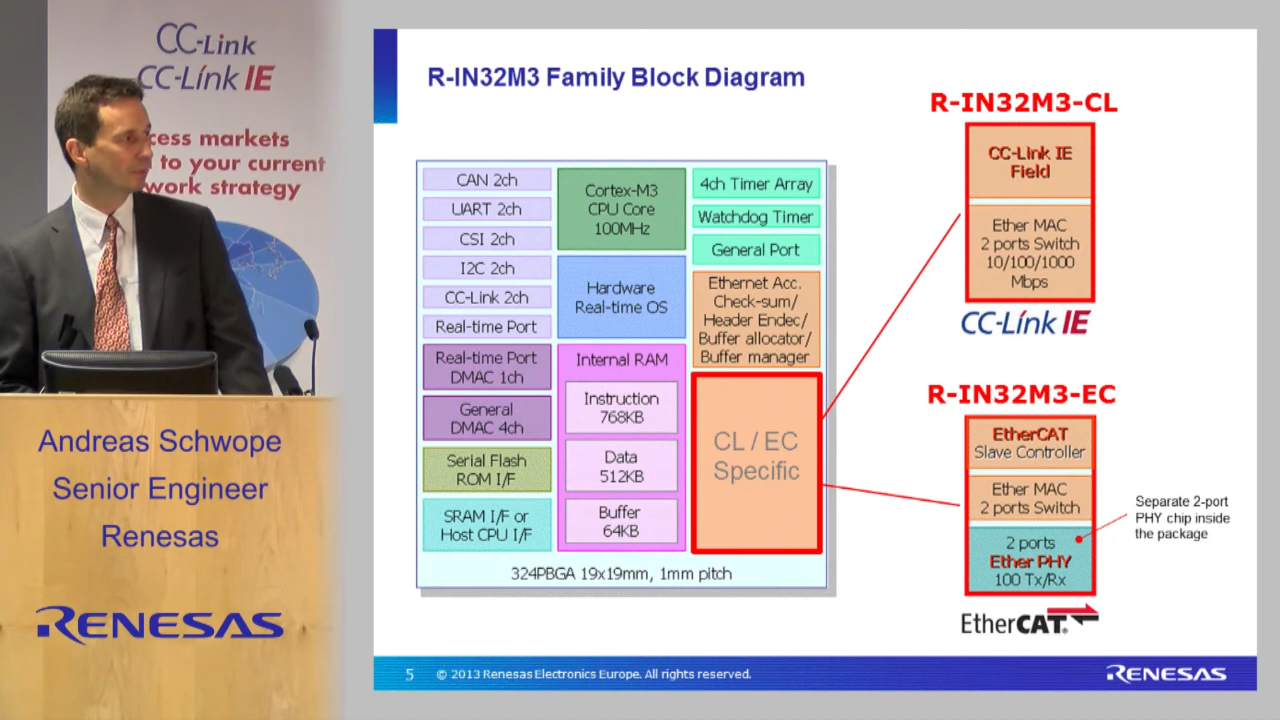 CC-Link
CC-Link IE
cess markets
to your current
work strategy
Andreas Schwope
Senior Engineer
Renesas
RENESAS
R-IN32M3 Family Block Diagram
CAN 2ch
UART 2ch
CSI 2ch
I2C 2ch
CC-Link 2ch
Real-time Port
Real-time Port
DMAC 1ch
General
DMAC 4ch
Serial Flash
ROM I/F
SRAM I/F or
Host CPU I/F
Cortex-M3
CPU Core
100MHz
Hardware
Real-time OS
Internal RAM
Instruction
768KB
Data
512KB
Buffer
64KB
4ch Timer Array
Watchdog Timer
General Port
Ethernet Acc.
Check-sum/
Header Endec/
Buffer allocator/
Buffer manager
CL / EC
Specific
324PBGA 19x19mm, 1mm pitch
R-IN32M3-CL
CC-Link IE
Field
Ether MAC
2 ports Switch
10/100/1000
Mbps
CC-Link IE
R-IN32M3-EC
EtherCAT
Slave Controller
Ether MAC
2 ports Switch
2 ports
Ether PHY
100 Tx/Rx
Separate 2-port
PHY chip inside
the package
EtherCAT®
5 © 2013 Renesas Electronics Europe. All rights reserved.
RENESAS